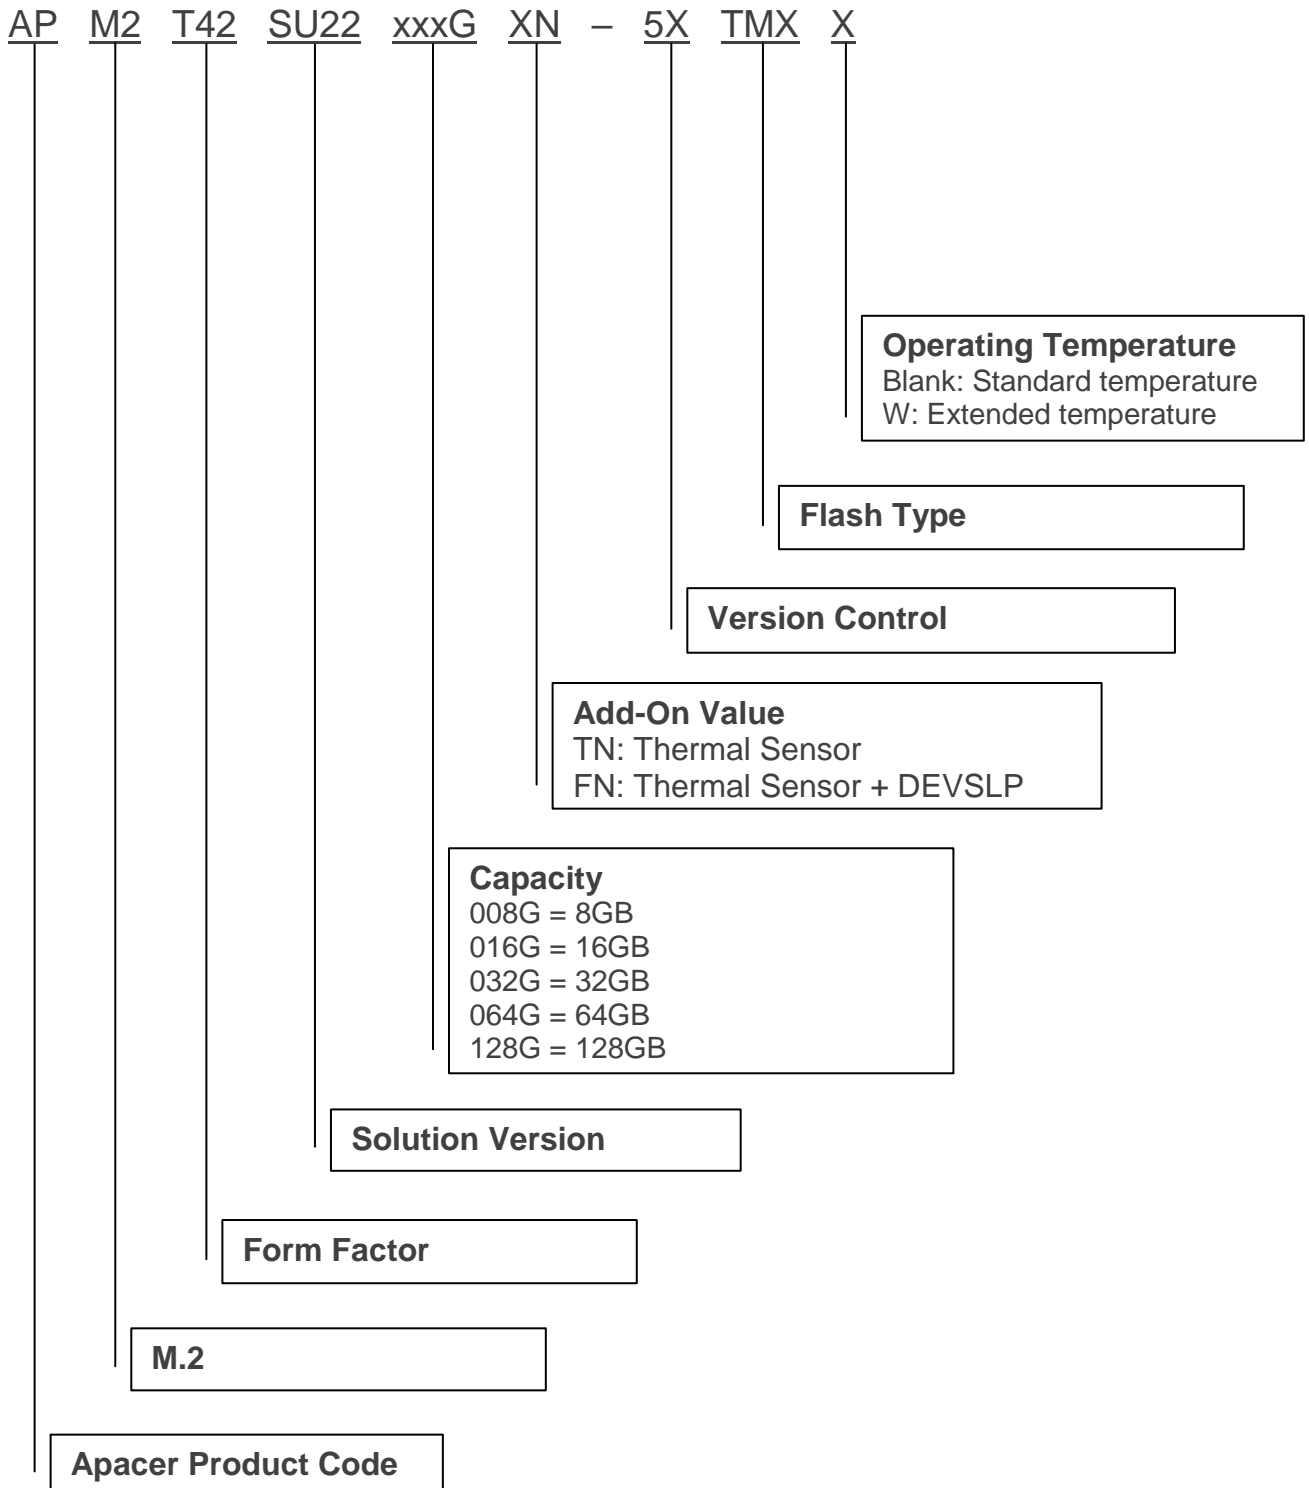 AP M2 T42 SU22 xxxG XN – 5X TMX X
Operating Temperature
Blank: Standard temperature
W: Extended temperature
Flash Type
Version Control
Add-On Value
TN: Thermal Sensor
FN: Thermal Sensor + DEVSLP
Capacity
008G = 8GB
016G = 16GB
032G = 32GB
064G = 64GB
128G = 128GB
Solution Version
Form Factor
M.2
Apacer Product Code